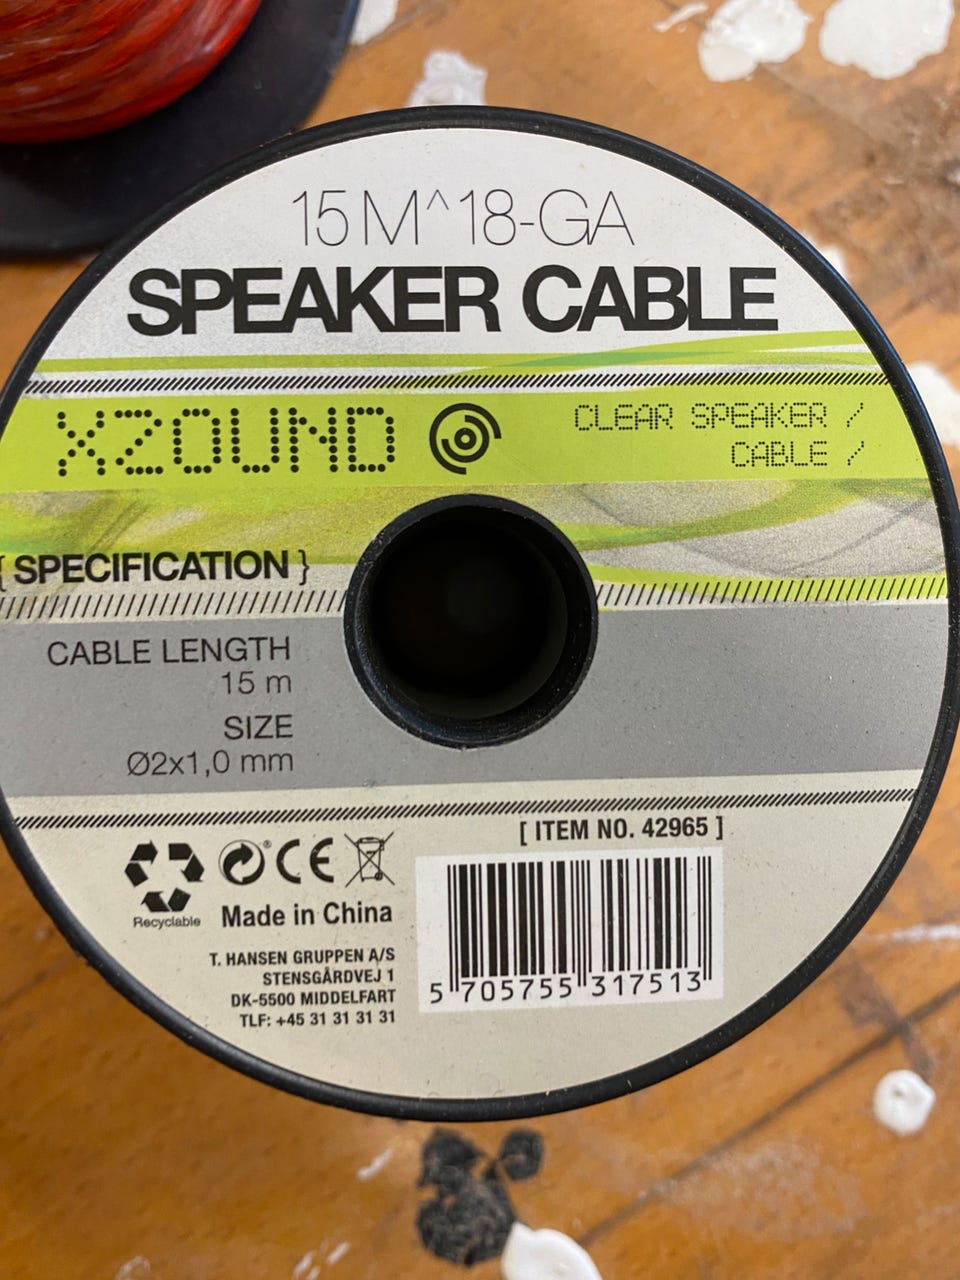 15 M^18-GA
SPEAKER CABLE
XZOUND
CLEAR SPEAKER /
CABLE /
{ SPECIFICATION }
CABLE LENGTH
15 m
SIZE
Ø2x1,0 mm
[ ITEM NO. 42965 ]
CE
Recyclable
Made in China
T. HANSEN GRUPPEN A/S
STENSGÅRDVEJ 1
DK-5500 MIDDELFART
TLF: +45 31 31 31 31
5 705755 317513